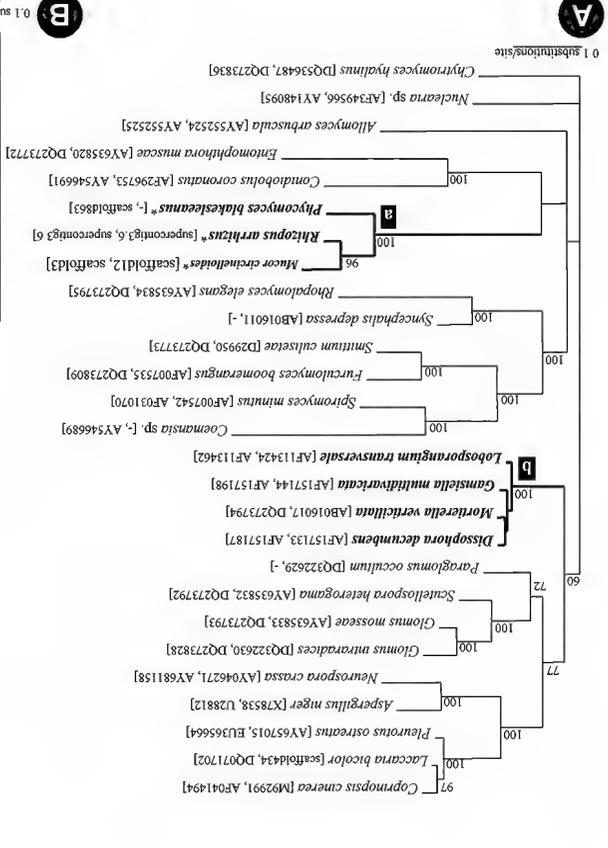 97
Coprinopsis cinerea [M92991, AF041494]
Laccaria bicolor [scaffold434, DQ071702]
100
Pleurotus ostreatus [AY657015, EU365664]
100
Aspergillus niger [X78538, U28812]
100
Neurospora crassa [AY046271, AY681158]
77
Glomus intraradices [DQ322630, DQ273828]
100
Glomus mosseae [AY635833, DQ273793]
100
Scutellospora heterogama [AY635832, DQ273792]
72
Paraglomus occultum [DQ322629, -]
60
Dissophora decumbens [AF157133, AF157187]
Mortierella verticillata [AB016017, DQ273794]
100
Gamsiella multidivaricata [AF157144, AF157198]
b
Lobosporangium transversale [AF113424, AF113462]
Coemansia sp. [-, AY546689]
100
Spiromyces minutus [AF007542, AF031070]
100
Furculomyces boomerangus [AF007535, DQ273809]
100
Smittium culisetae [D29950, DQ273773]
100
Syncephalis depressa [AB016011, -]
100
Rhopalomyces elegans [AY635834, DQ273795]
96
Mucor circinelloides* [scaffold12, scaffold3]
100
Rhizopus arrhizus* [supercontig3.6, supercontig3 6]
a
Phycomyces blakesleeanus* [-, scaffold863]
100
Conidiobolus coronatus [AF296753, AY546691]
Entomophthora muscae [AY635820, DQ273772]
Allomyces arbuscula [AY552524, AY552525]
Nuclearia sp. [AF349566, AY148095]
Chytriomyces hyalinus [DQ536487, DQ273836]
0 1 substitutions/site
A
B
0.1 su